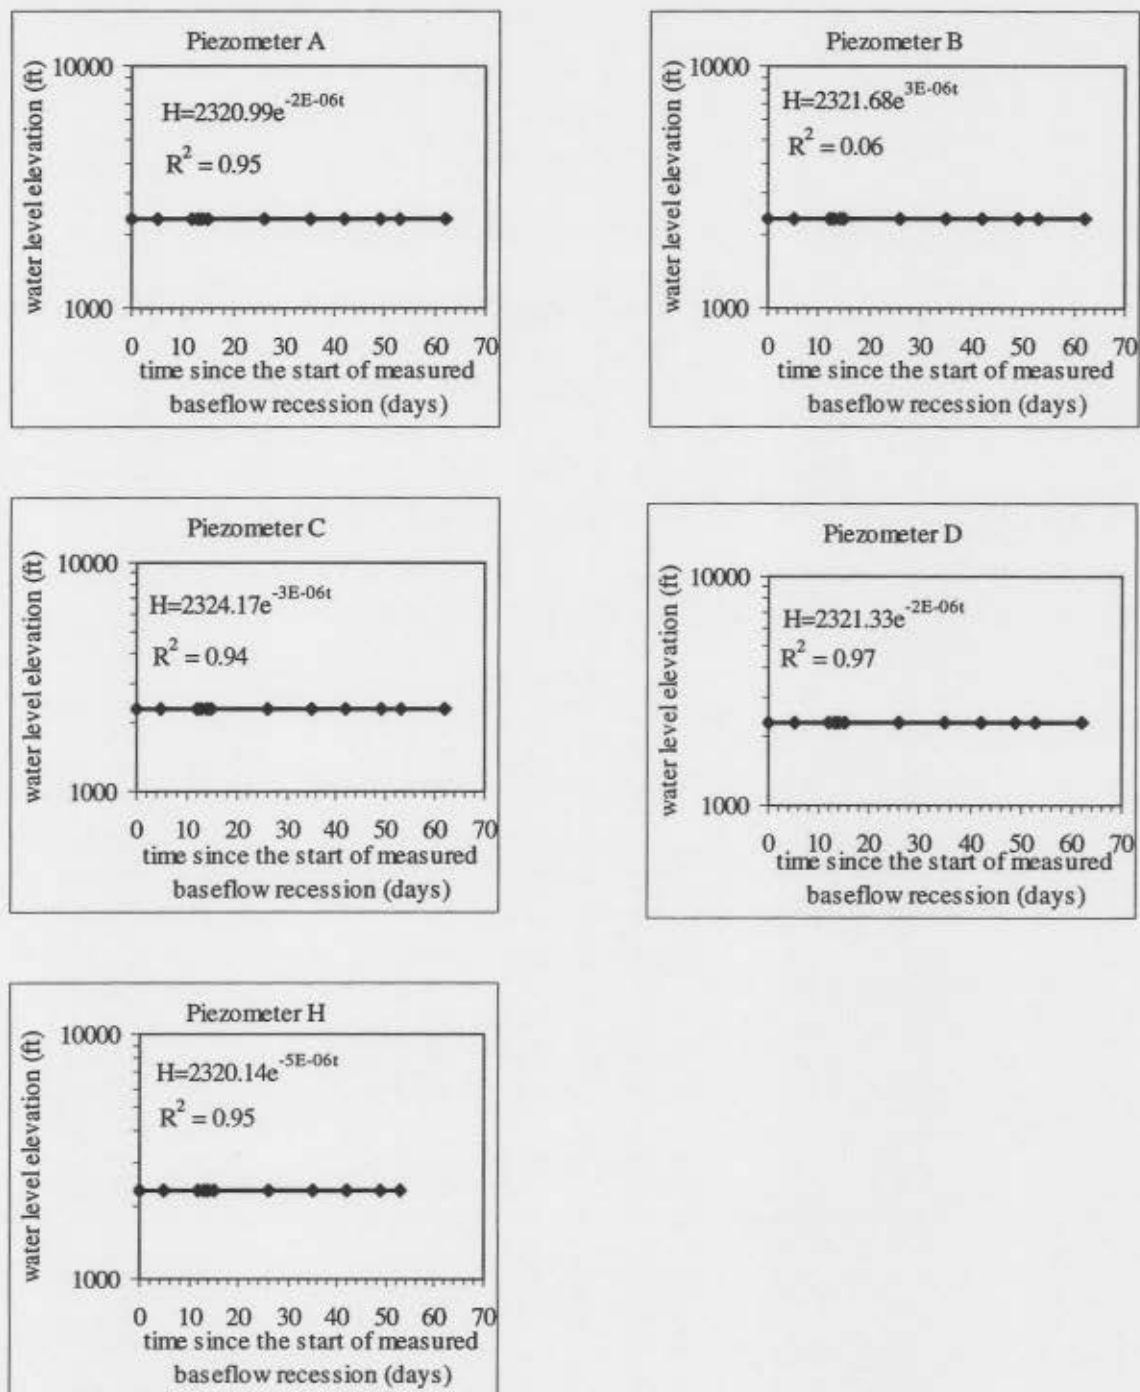 Piezometer A
water level elevation (ft)
10000
H=2320.99e^-2E-06t
R^2 = 0.95
1000
0 10 20 30 40 50 60 70
time since the start of measured
baseflow recession (days)
Piezometer B
water level elevation (ft)
10000
H=2321.68e^3E-06t
R^2 = 0.06
1000
0 10 20 30 40 50 60 70
time since the start of measured
baseflow recession (days)
Piezometer C
water level elevation (ft)
10000
H=2324.17e^-3E-06t
R^2 = 0.94
1000
0 10 20 30 40 50 60 70
time since the start of measured
baseflow recession (days)
Piezometer D
water level elevation (ft)
10000
H=2321.33e^-2E-06t
R^2 = 0.97
1000
0 10 20 30 40 50 60 70
time since the start of measured
baseflow recession (days)
Piezometer H
water level elevation (ft)
10000
H=2320.14e^-5E-06t
R^2 = 0.95
1000
0 10 20 30 40 50 60 70
time since the start of measured
baseflow recession (days)